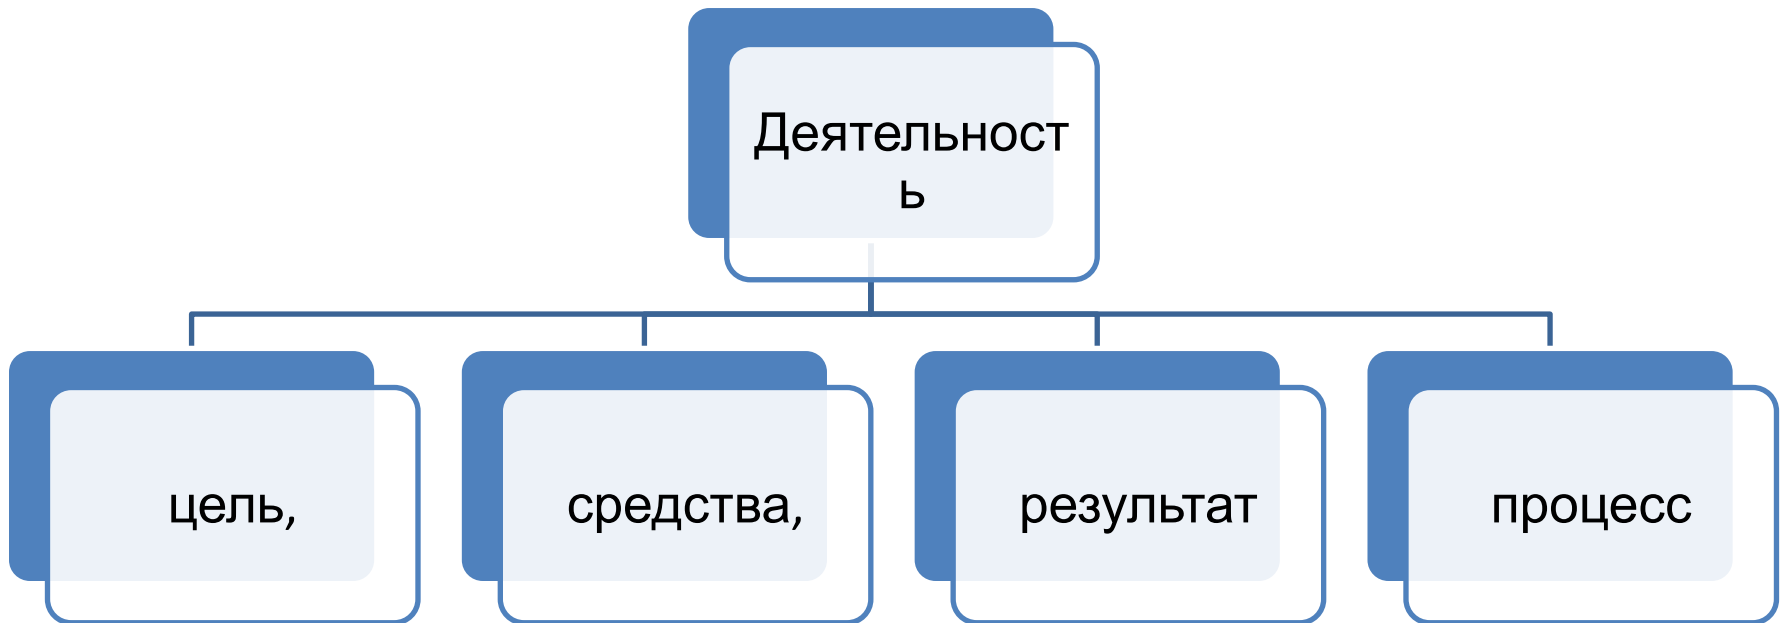 Деятельност
ь
цель,
средства,
результат
процесс